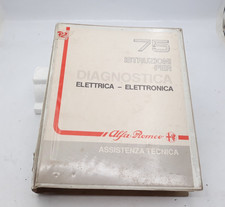 75
ISTRUZIONI
PER
DIAGNOSTICA
ELETTRICA - ELETTRONICA
Alfa Romeo
ASSISTENZA TECNICA